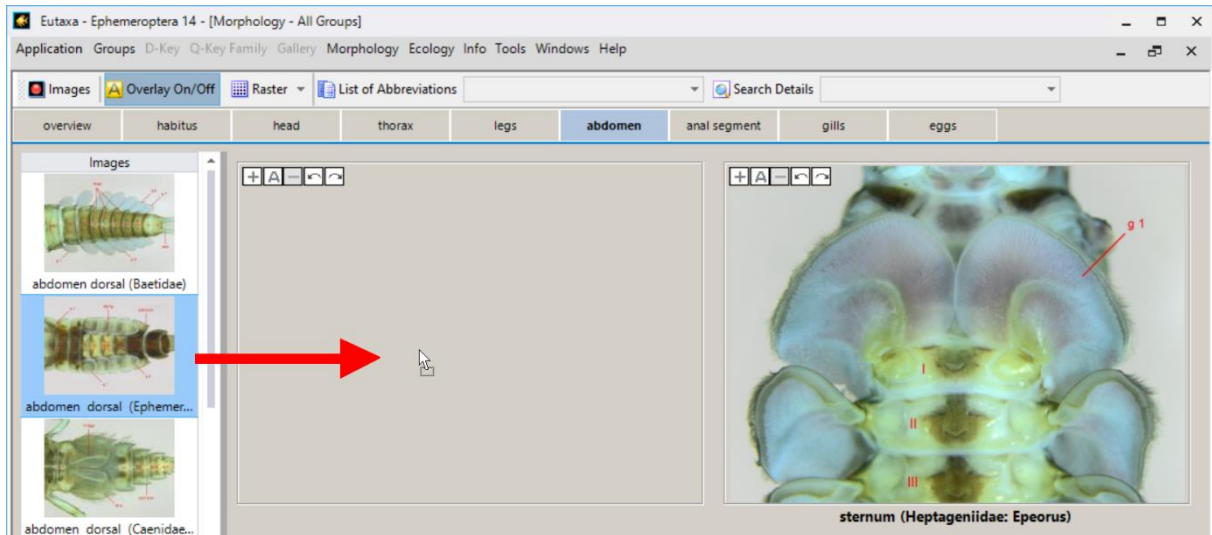 Eutaxa - Ephemeroptera 14 - [Morphology - All Groups]
Application Groups D-Key Q-Key Family Gallery Morphology Ecology Info Tools Windows Help
Images A Overlay On/Off Raster List of Abbreviations Search Details
overview habitus head thorax legs abdomen anal segment gills eggs
Images
A A
g 1
abdomen dorsal (Baetidae)
I
abdomen dorsal (Ephemer...
II
III
sternum (Heptageniidae: Epeorus)
abdomen dorsal (Caenidae...